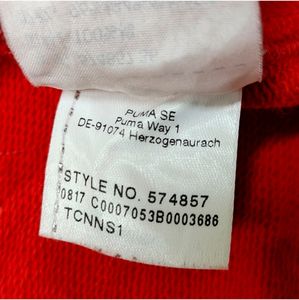 PUMA SE
Puma Way 1
DE-91074 Herzogenaurach
STYLE NO. 574857
0817 C0007053B0003686
TCNNS1